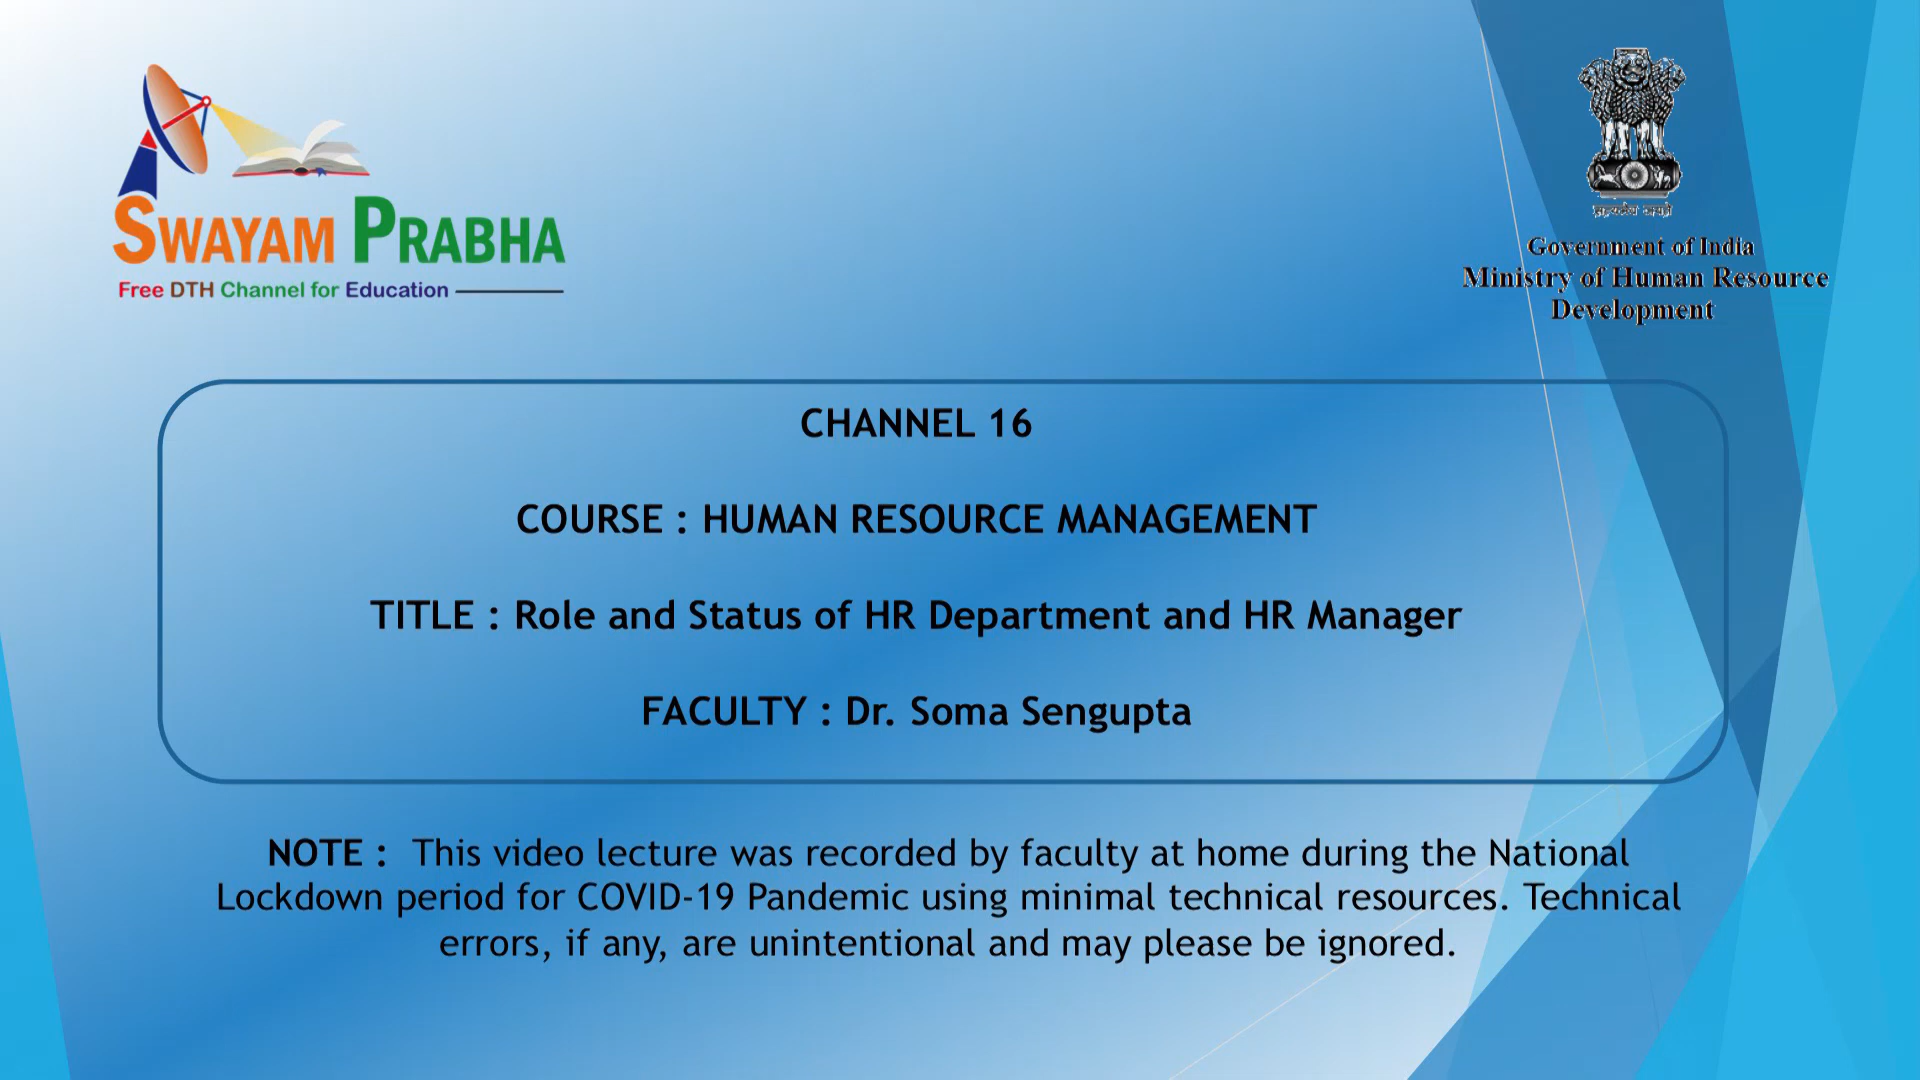 SWAYAM PRABHA
Free DTH Channel for Education
सत्यमेव जयते
Government of India
Ministry of Human Resource
Development
CHANNEL 16
COURSE : HUMAN RESOURCE MANAGEMENT
TITLE : Role and Status of HR Department and HR Manager
FACULTY : Dr. Soma Sengupta
NOTE : This video lecture was recorded by faculty at home during the National
Lockdown period for COVID-19 Pandemic using minimal technical resources. Technical
errors, if any, are unintentional and may please be ignored.